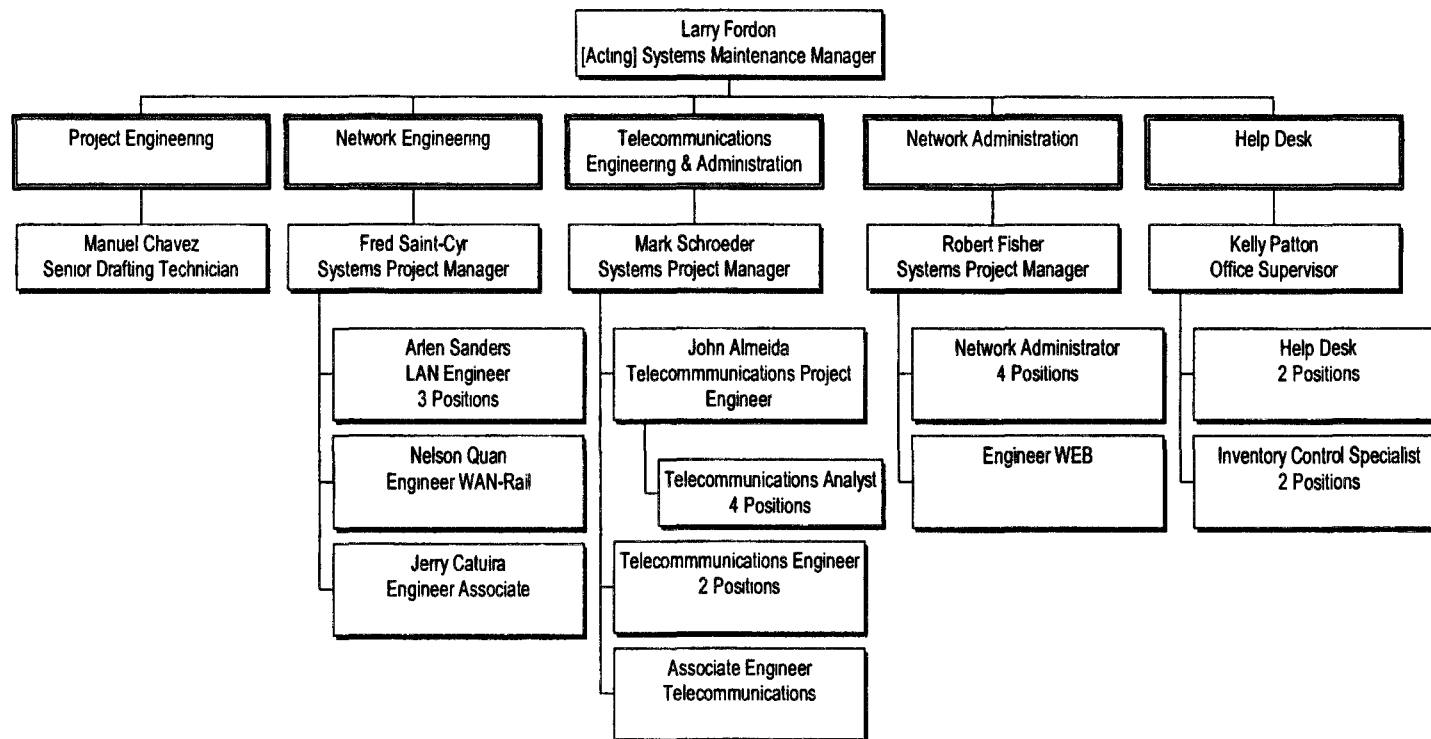 Larry Fordon
[Acting] Systems Maintenance Manager
Project Engineering
Network Engineering
Telecommunications
Engineering & Administration
Network Administration
Help Desk
Manuel Chavez
Senior Drafting Technician
Fred Saint-Cyr
Systems Project Manager
Mark Schroeder
Systems Project Manager
Robert Fisher
Systems Project Manager
Kelly Patton
Office Supervisor
Arlen Sanders
LAN Engineer
3 Positions
John Almeida
Telecommmunications Project
Engineer
Network Administrator
4 Positions
Help Desk
2 Positions
Nelson Quan
Engineer WAN-Rail
Telecommunications Analyst
4 Positions
Engineer WEB
Inventory Control Specialist
2 Positions
Jerry Catuira
Engineer Associate
Telecommmunications Engineer
2 Positions
Associate Engineer
Telecommunications